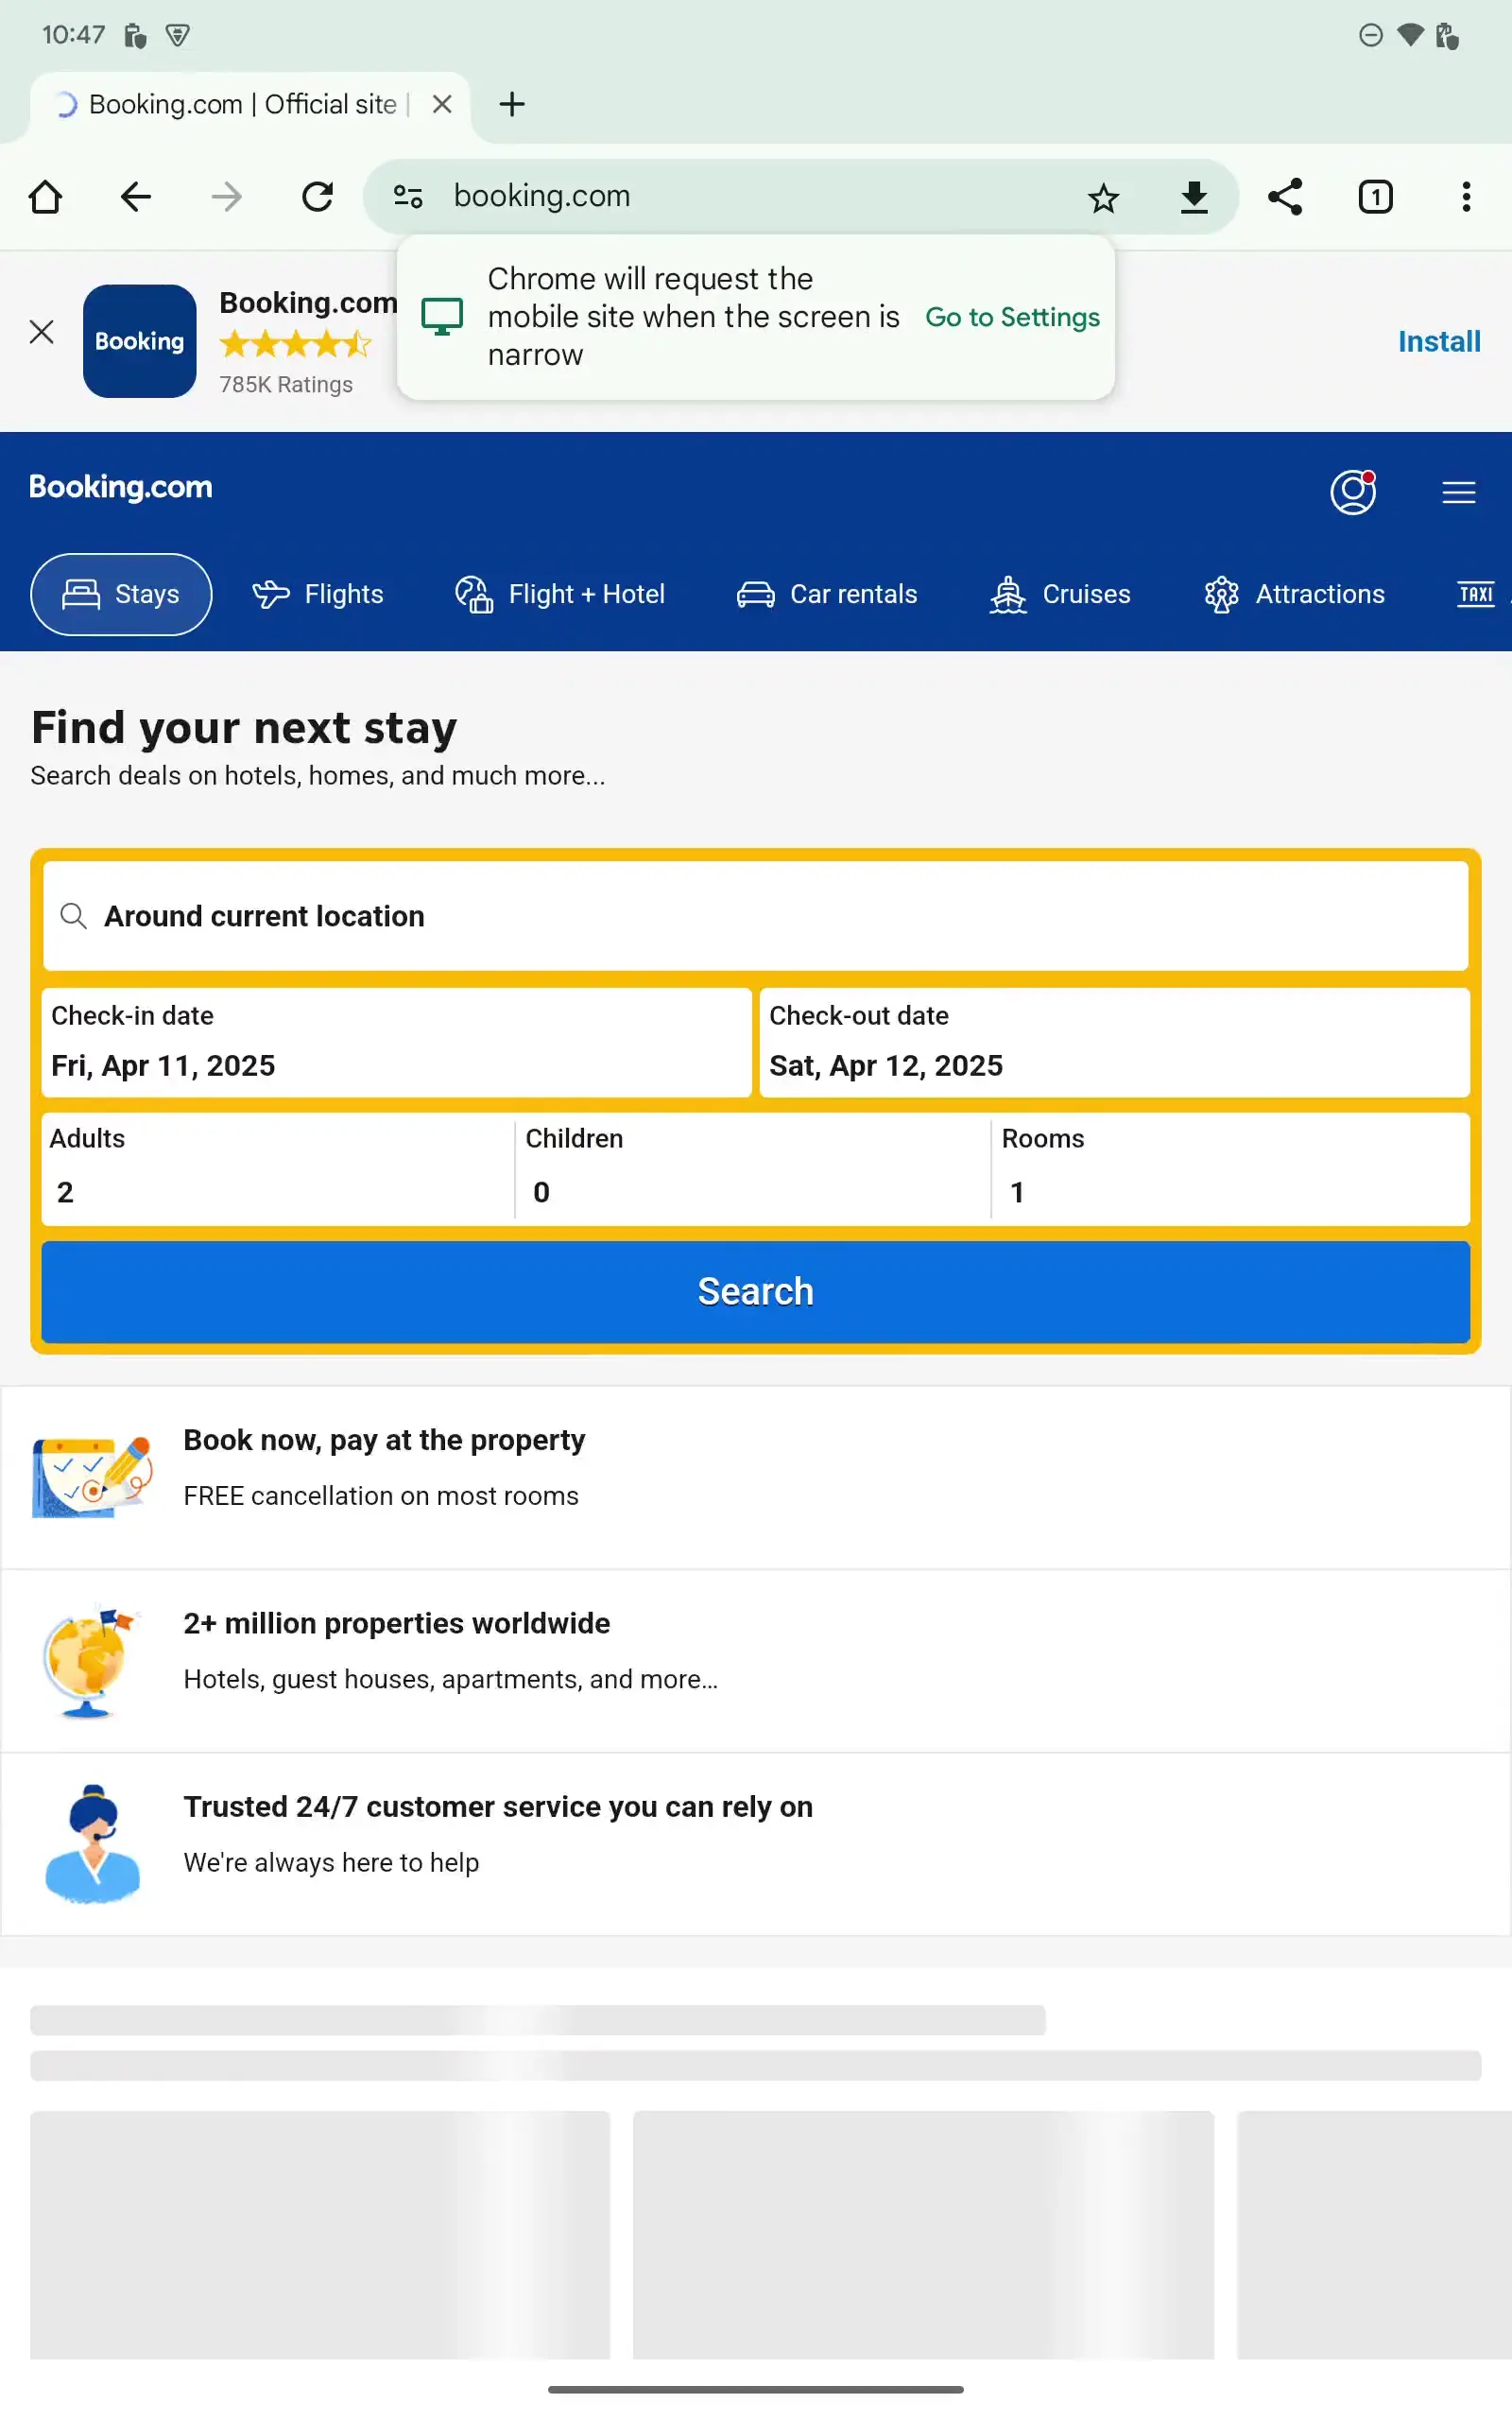 10:47
Booking.com | Official site |
booking.com
1
Chrome will request the
mobile site when the screen is
narrow
Go to Settings
Booking
Booking.com
785K Ratings
Install
Booking.com
Stays
Flights
Flight + Hotel
Car rentals
Cruises
Attractions
TAXI
Find your next stay
Search deals on hotels, homes, and much more...
Around current location
Check-in date
Fri, Apr 11, 2025
Check-out date
Sat, Apr 12, 2025
Adults
2
Children
0
Rooms
1
Search
Book now, pay at the property
FREE cancellation on most rooms
2+ million properties worldwide
Hotels, guest houses, apartments, and more…
Trusted 24/7 customer service you can rely on
We're always here to help